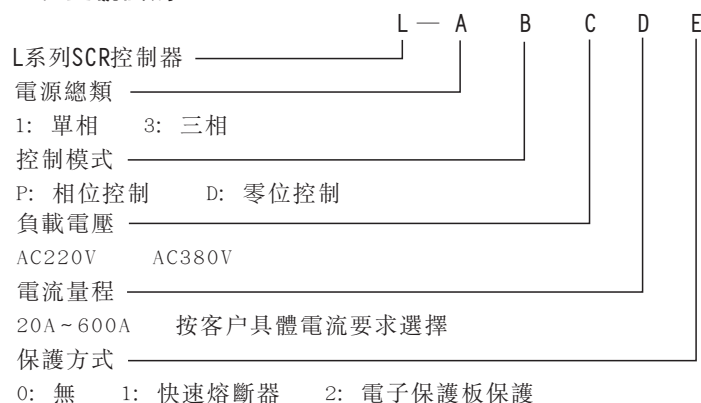 L — A B C D E
L系列SCR控制器
電源總類
1: 單相 3: 三相
控制模式
P: 相位控制 D: 零位控制
負載電壓
AC220V AC380V
電流量程
20A~600A 按客户具體電流要求選擇
保護方式
0: 無 1: 快速熔斷器 2: 電子保護板保護